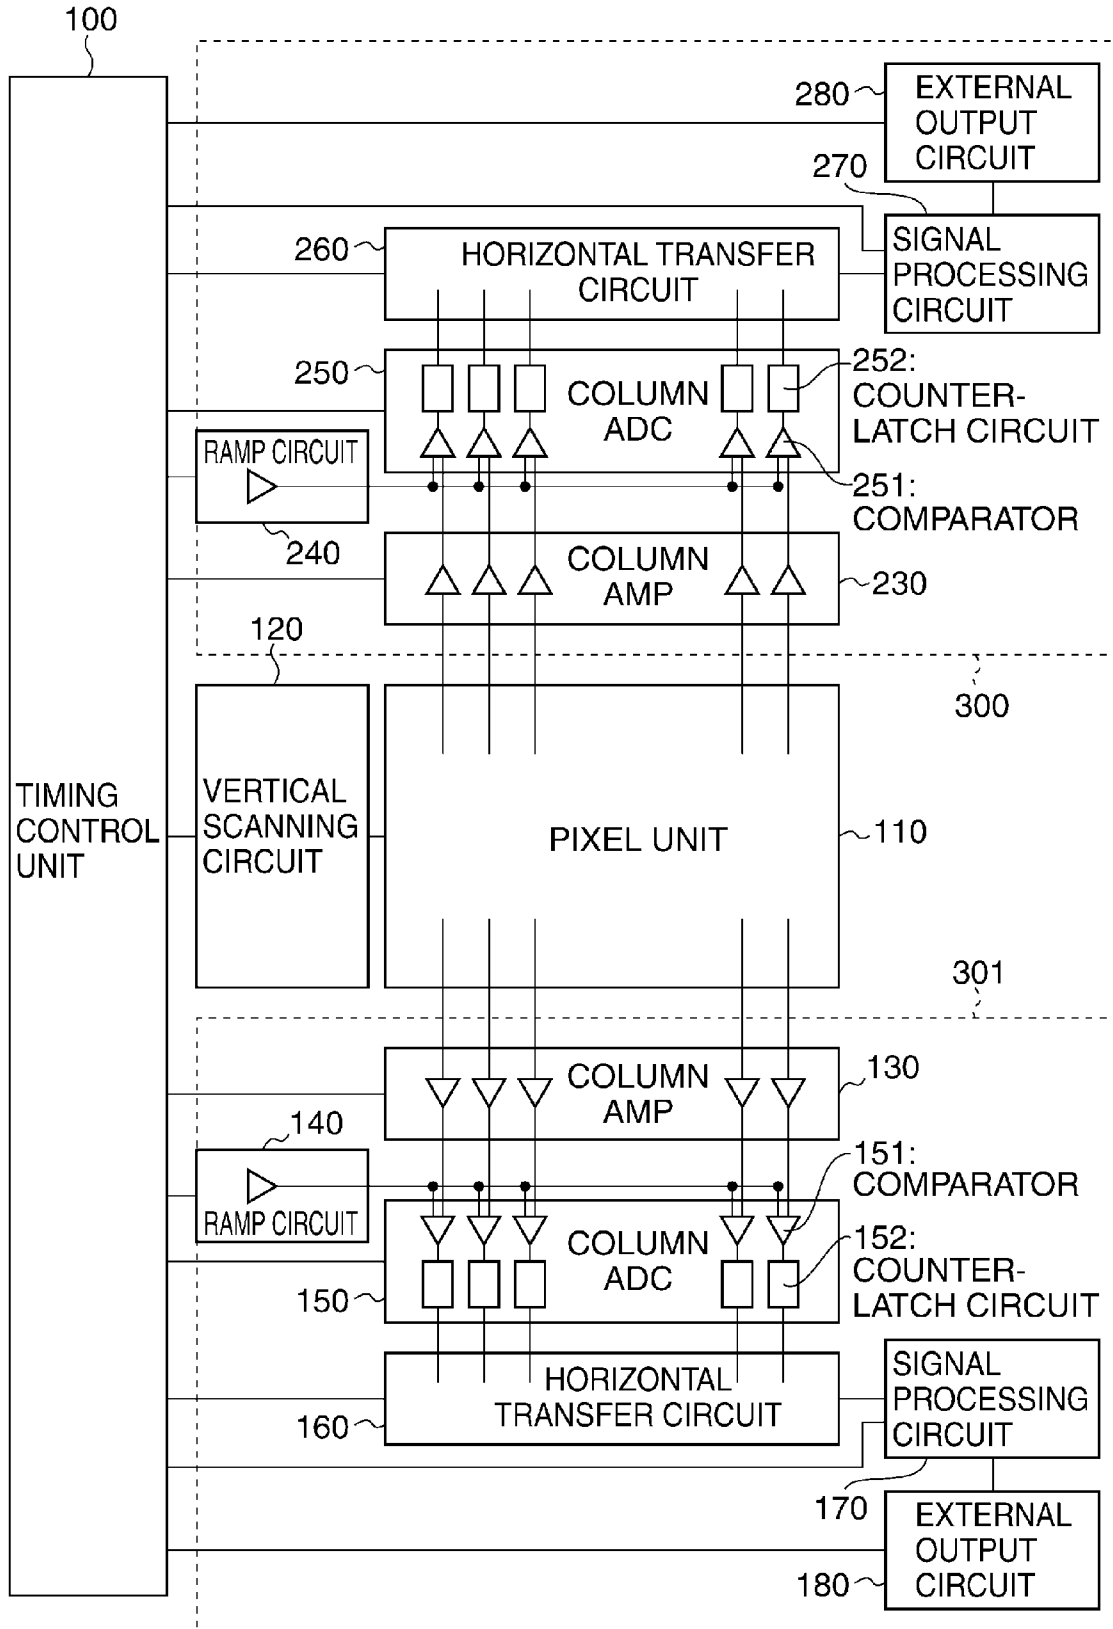 100
280
EXTERNAL
OUTPUT
CIRCUIT
270
260
HORIZONTAL TRANSFER
CIRCUIT
SIGNAL
PROCESSING
CIRCUIT
250
COLUMN
ADC
252:
COUNTER-
LATCH CIRCUIT
RAMP CIRCUIT
251:
COMPARATOR
240
COLUMN
AMP
230
120
300
TIMING
CONTROL
UNIT
VERTICAL
SCANNING
CIRCUIT
PIXEL UNIT
110
301
COLUMN
AMP
130
140
RAMP CIRCUIT
151:
COMPARATOR
COLUMN
ADC
152:
COUNTER-
LATCH CIRCUIT
150
HORIZONTAL
TRANSFER CIRCUIT
160
SIGNAL
PROCESSING
CIRCUIT
170
EXTERNAL
OUTPUT
CIRCUIT
180